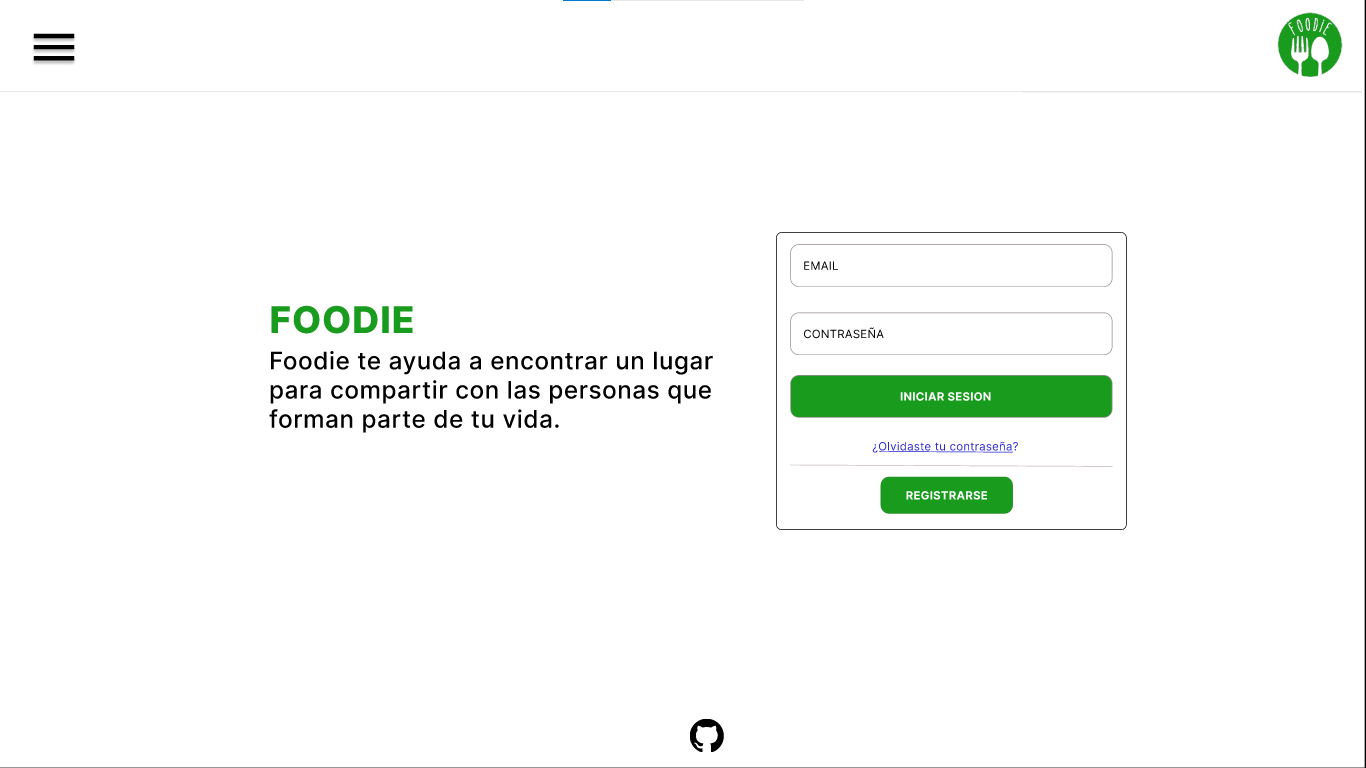 FOODIE
FOODIE
Foodie te ayuda a encontrar un lugar
para compartir con las personas que
forman parte de tu vida.
EMAIL
CONTRASEÑA
INICIAR SESION
¿Olvidaste tu contraseña?
REGISTRARSE